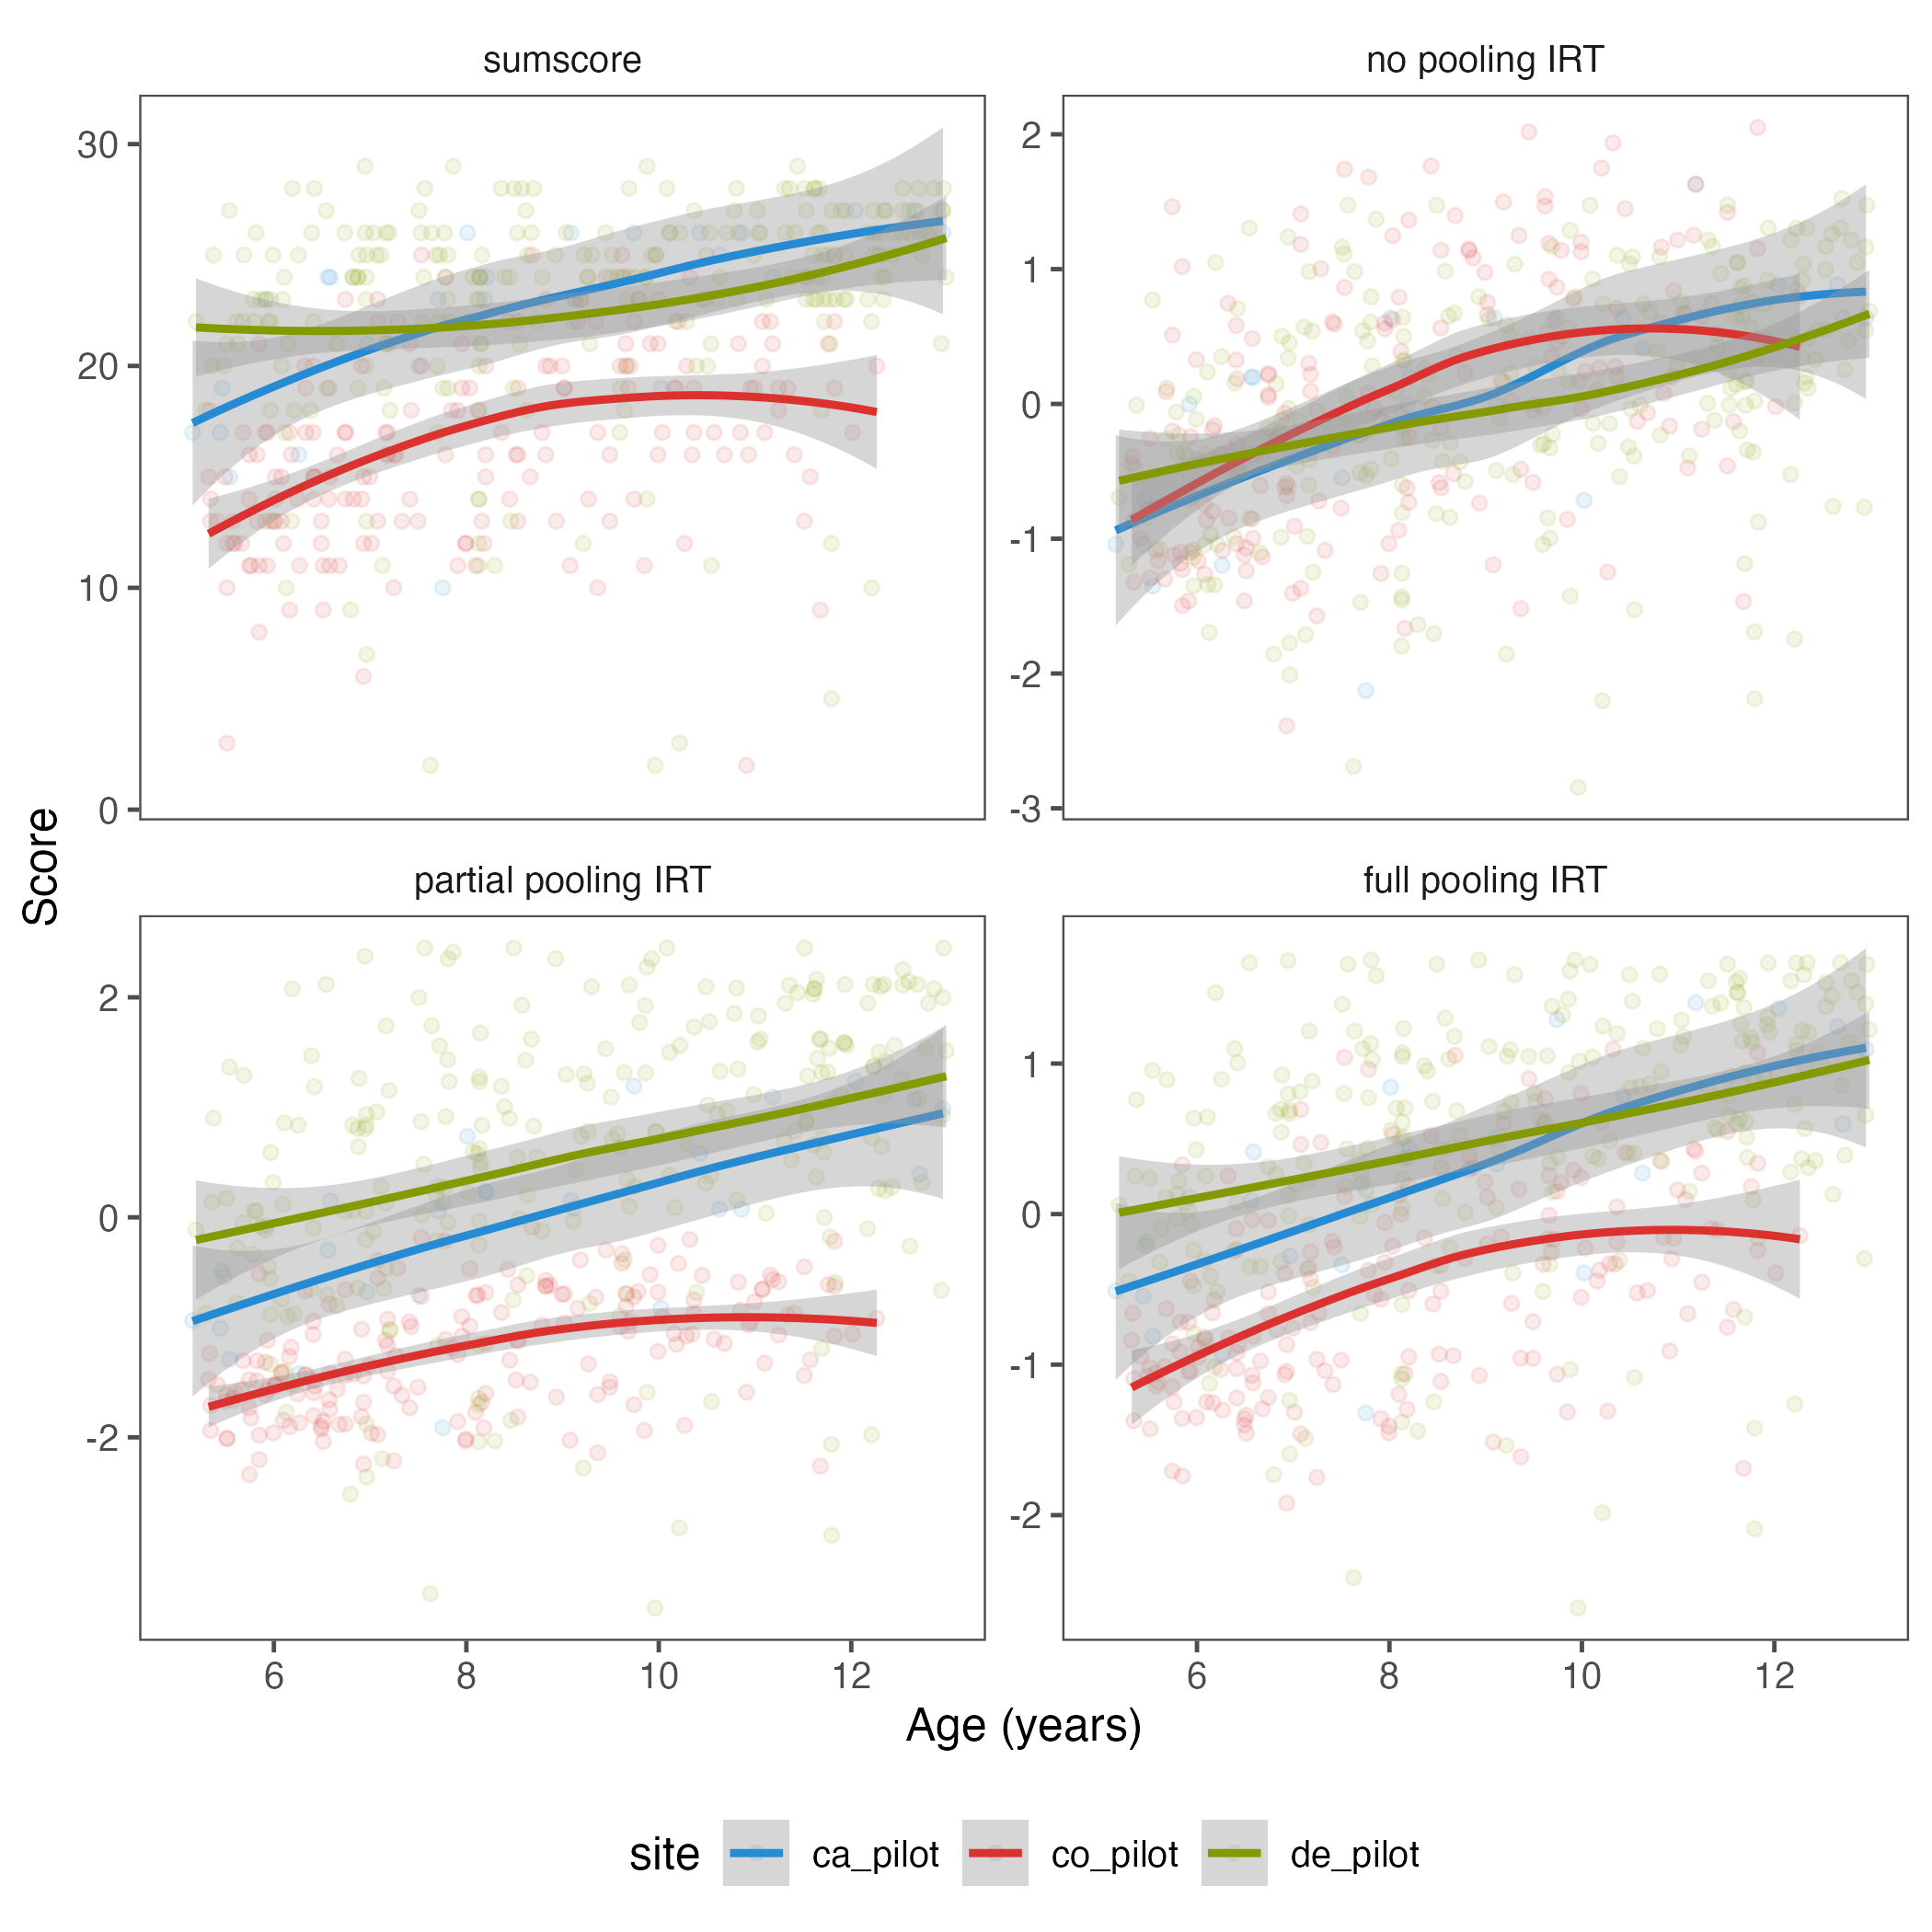 sumscore
no pooling IRT
30
20
10
0
2
1
0
-1
-2
-3
Score
partial pooling IRT
full pooling IRT
2
0
-2
1
0
-1
-2
6 8 10 12
6 8 10 12
Age (years)
site ca_pilot co_pilot de_pilot